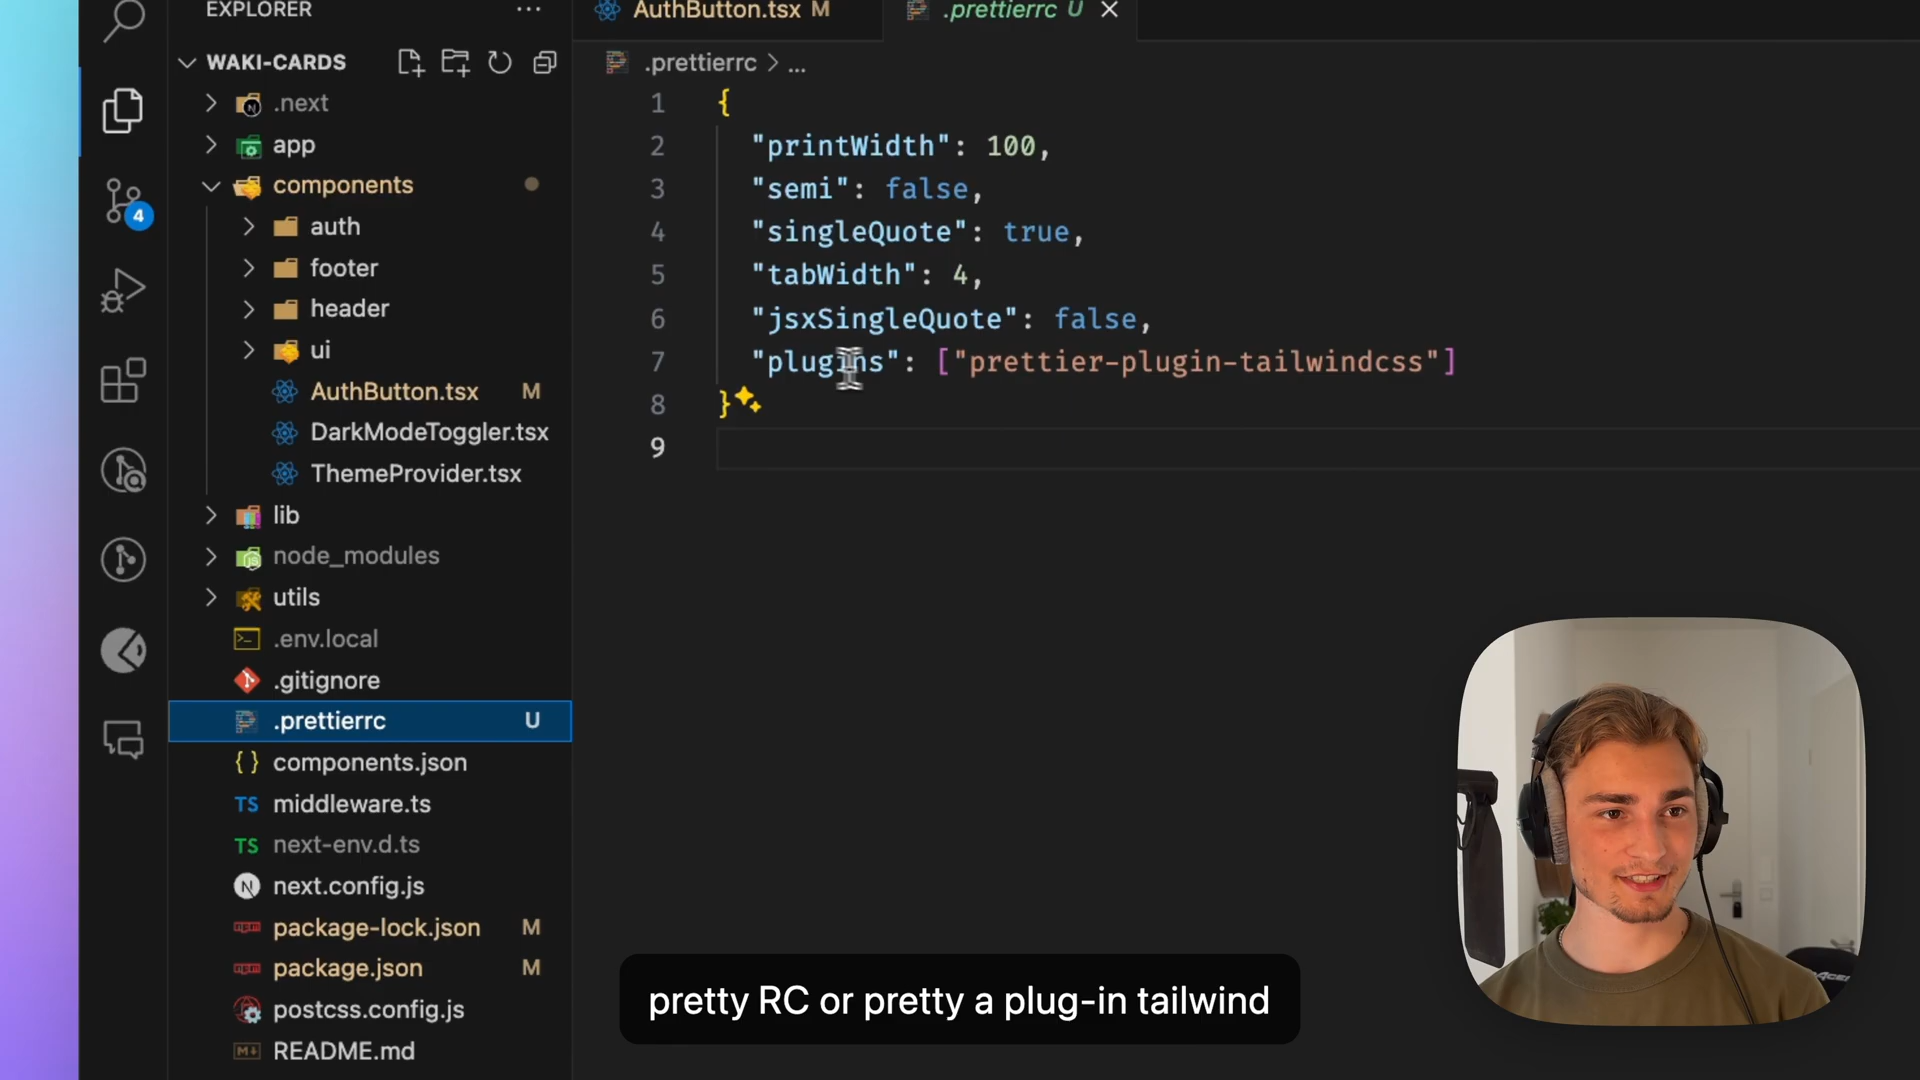 EXPLORER
AuthButton.tsx M
.prettierrc U
WAKI-CARDS
.prettierrc > ...
.next
app
components
auth
footer
header
ui
AuthButton.tsx M
DarkModeToggler.tsx
ThemeProvider.tsx
lib
node_modules
utils
.env.local
.gitignore
.prettierrc U
components.json
TS middleware.ts
TS next-env.d.ts
N next.config.js
package-lock.json M
package.json M
postcss.config.js
README.md
4
1 {
2 "printWidth": 100,
3 "semi": false,
4 "singleQuote": true,
5 "tabWidth": 4,
6 "jsxSingleQuote": false,
7 "plugins": ["prettier-plugin-tailwindcss"]
8 }
9
pretty RC or pretty a plug-in tailwind